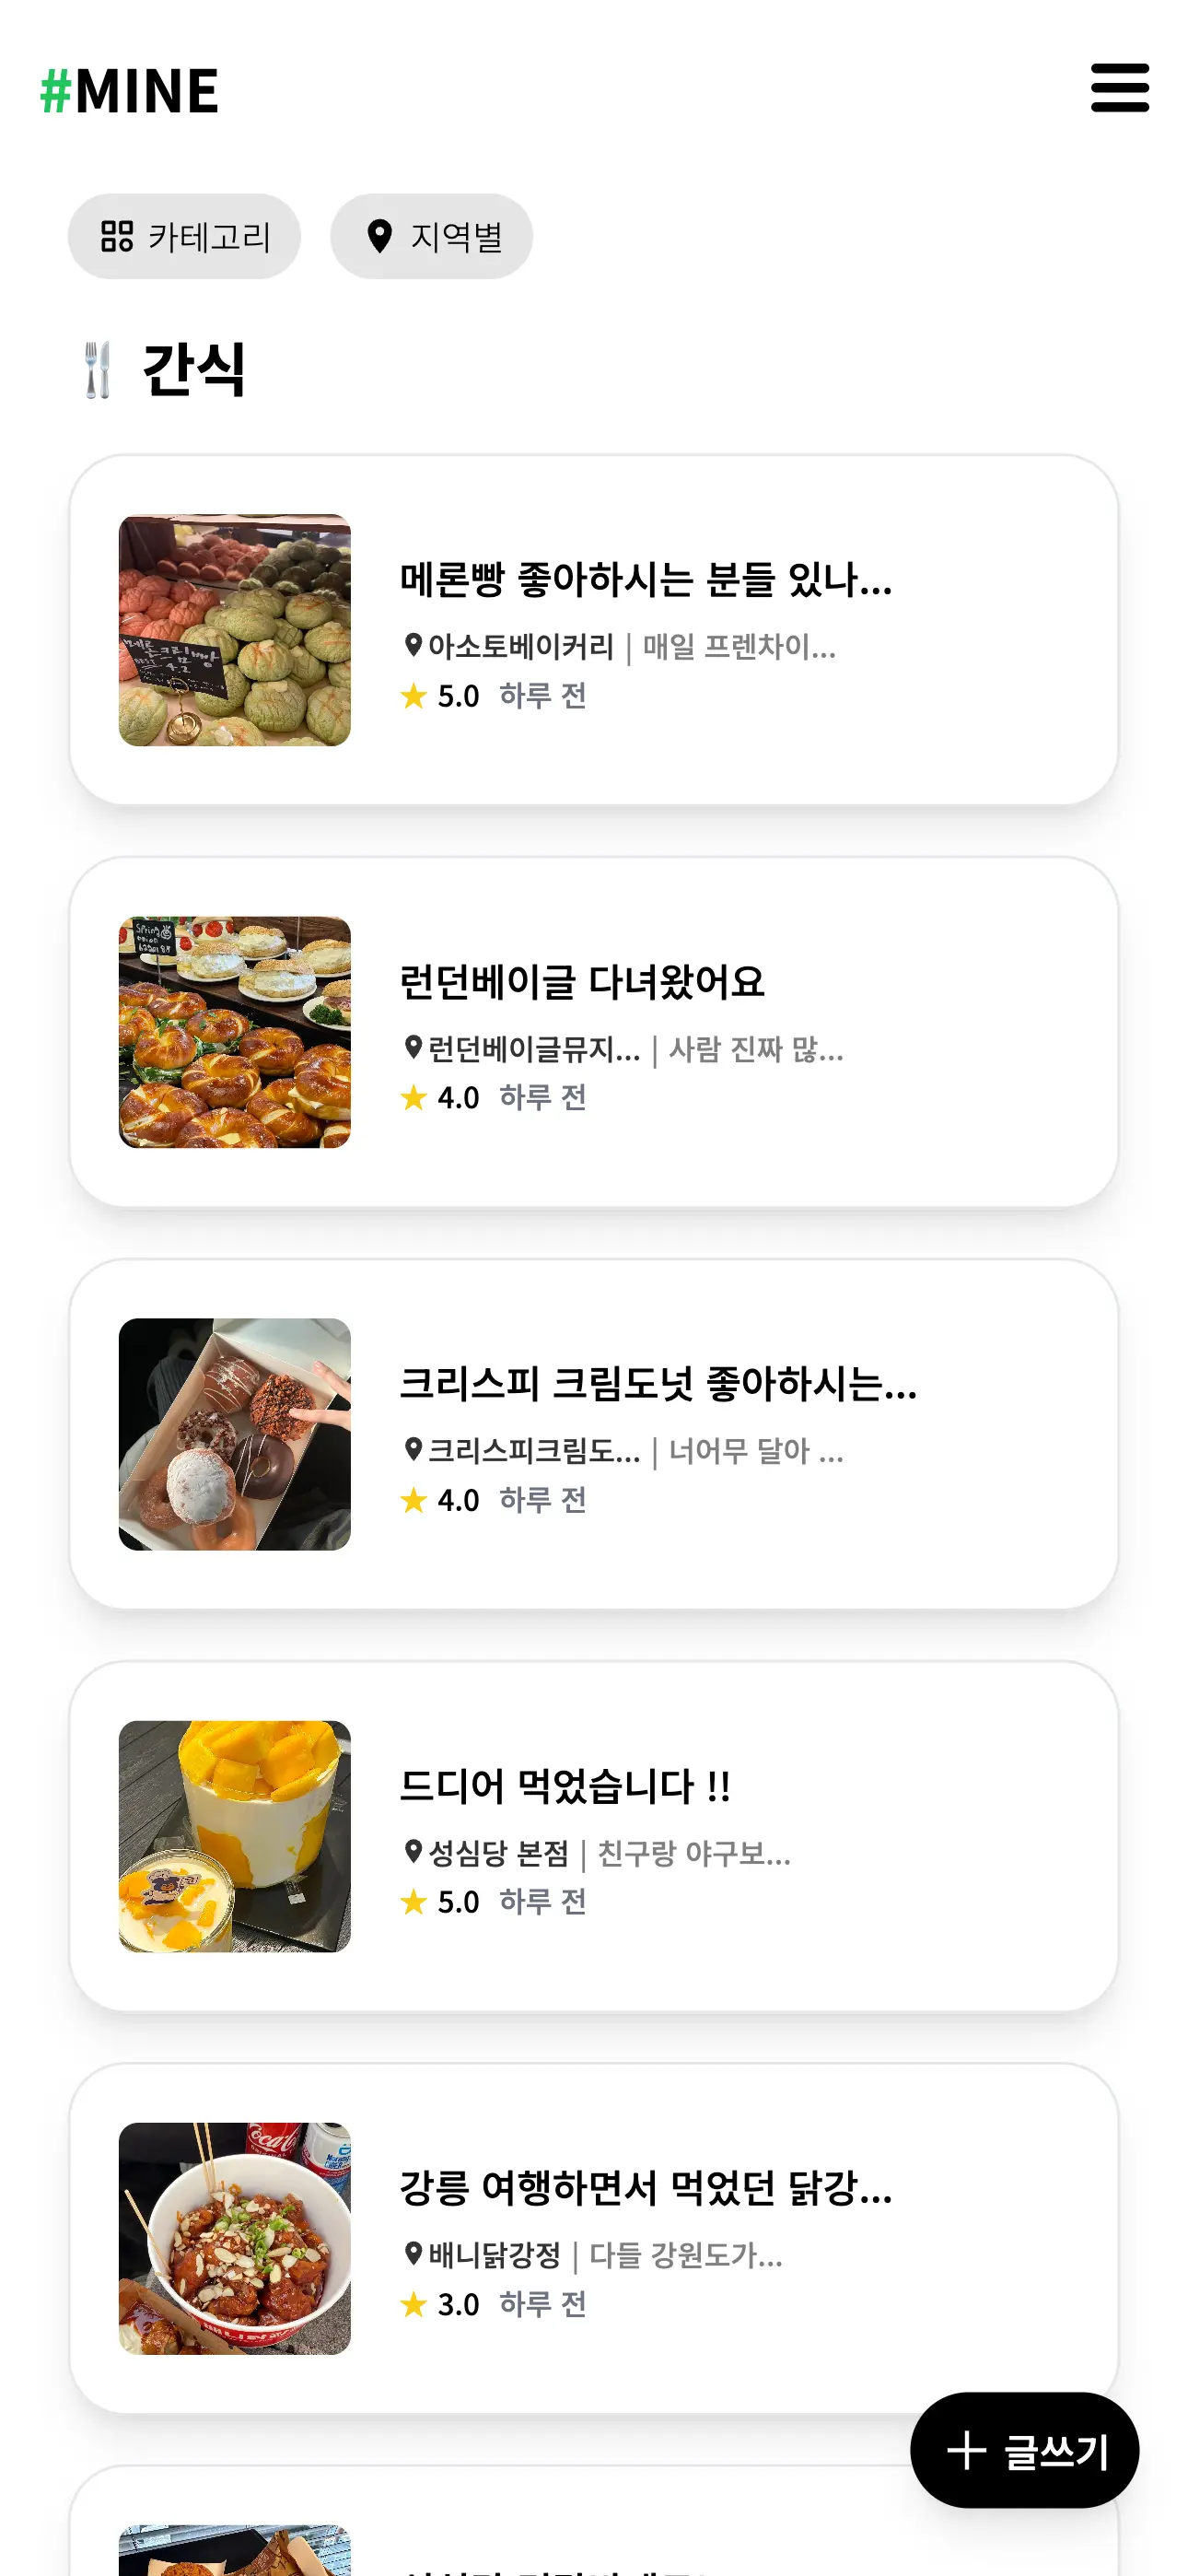 #MINE
카테고리
지역별
간식
메론빵 좋아하시는 분들 있나...
아소토베이커리 | 매일 프렌차이...
5.0 하루 전
런던베이글 다녀왔어요
런던베이글뮤지... | 사람 진짜 많...
4.0 하루 전
크리스피 크림도넛 좋아하시는...
크리스피크림도... | 너어무 달아 ...
4.0 하루 전
드디어 먹었습니다 !!
성심당 본점 | 친구랑 야구보...
5.0 하루 전
강릉 여행하면서 먹었던 닭강...
배니닭강정 | 다들 강원도가...
3.0 하루 전
글쓰기